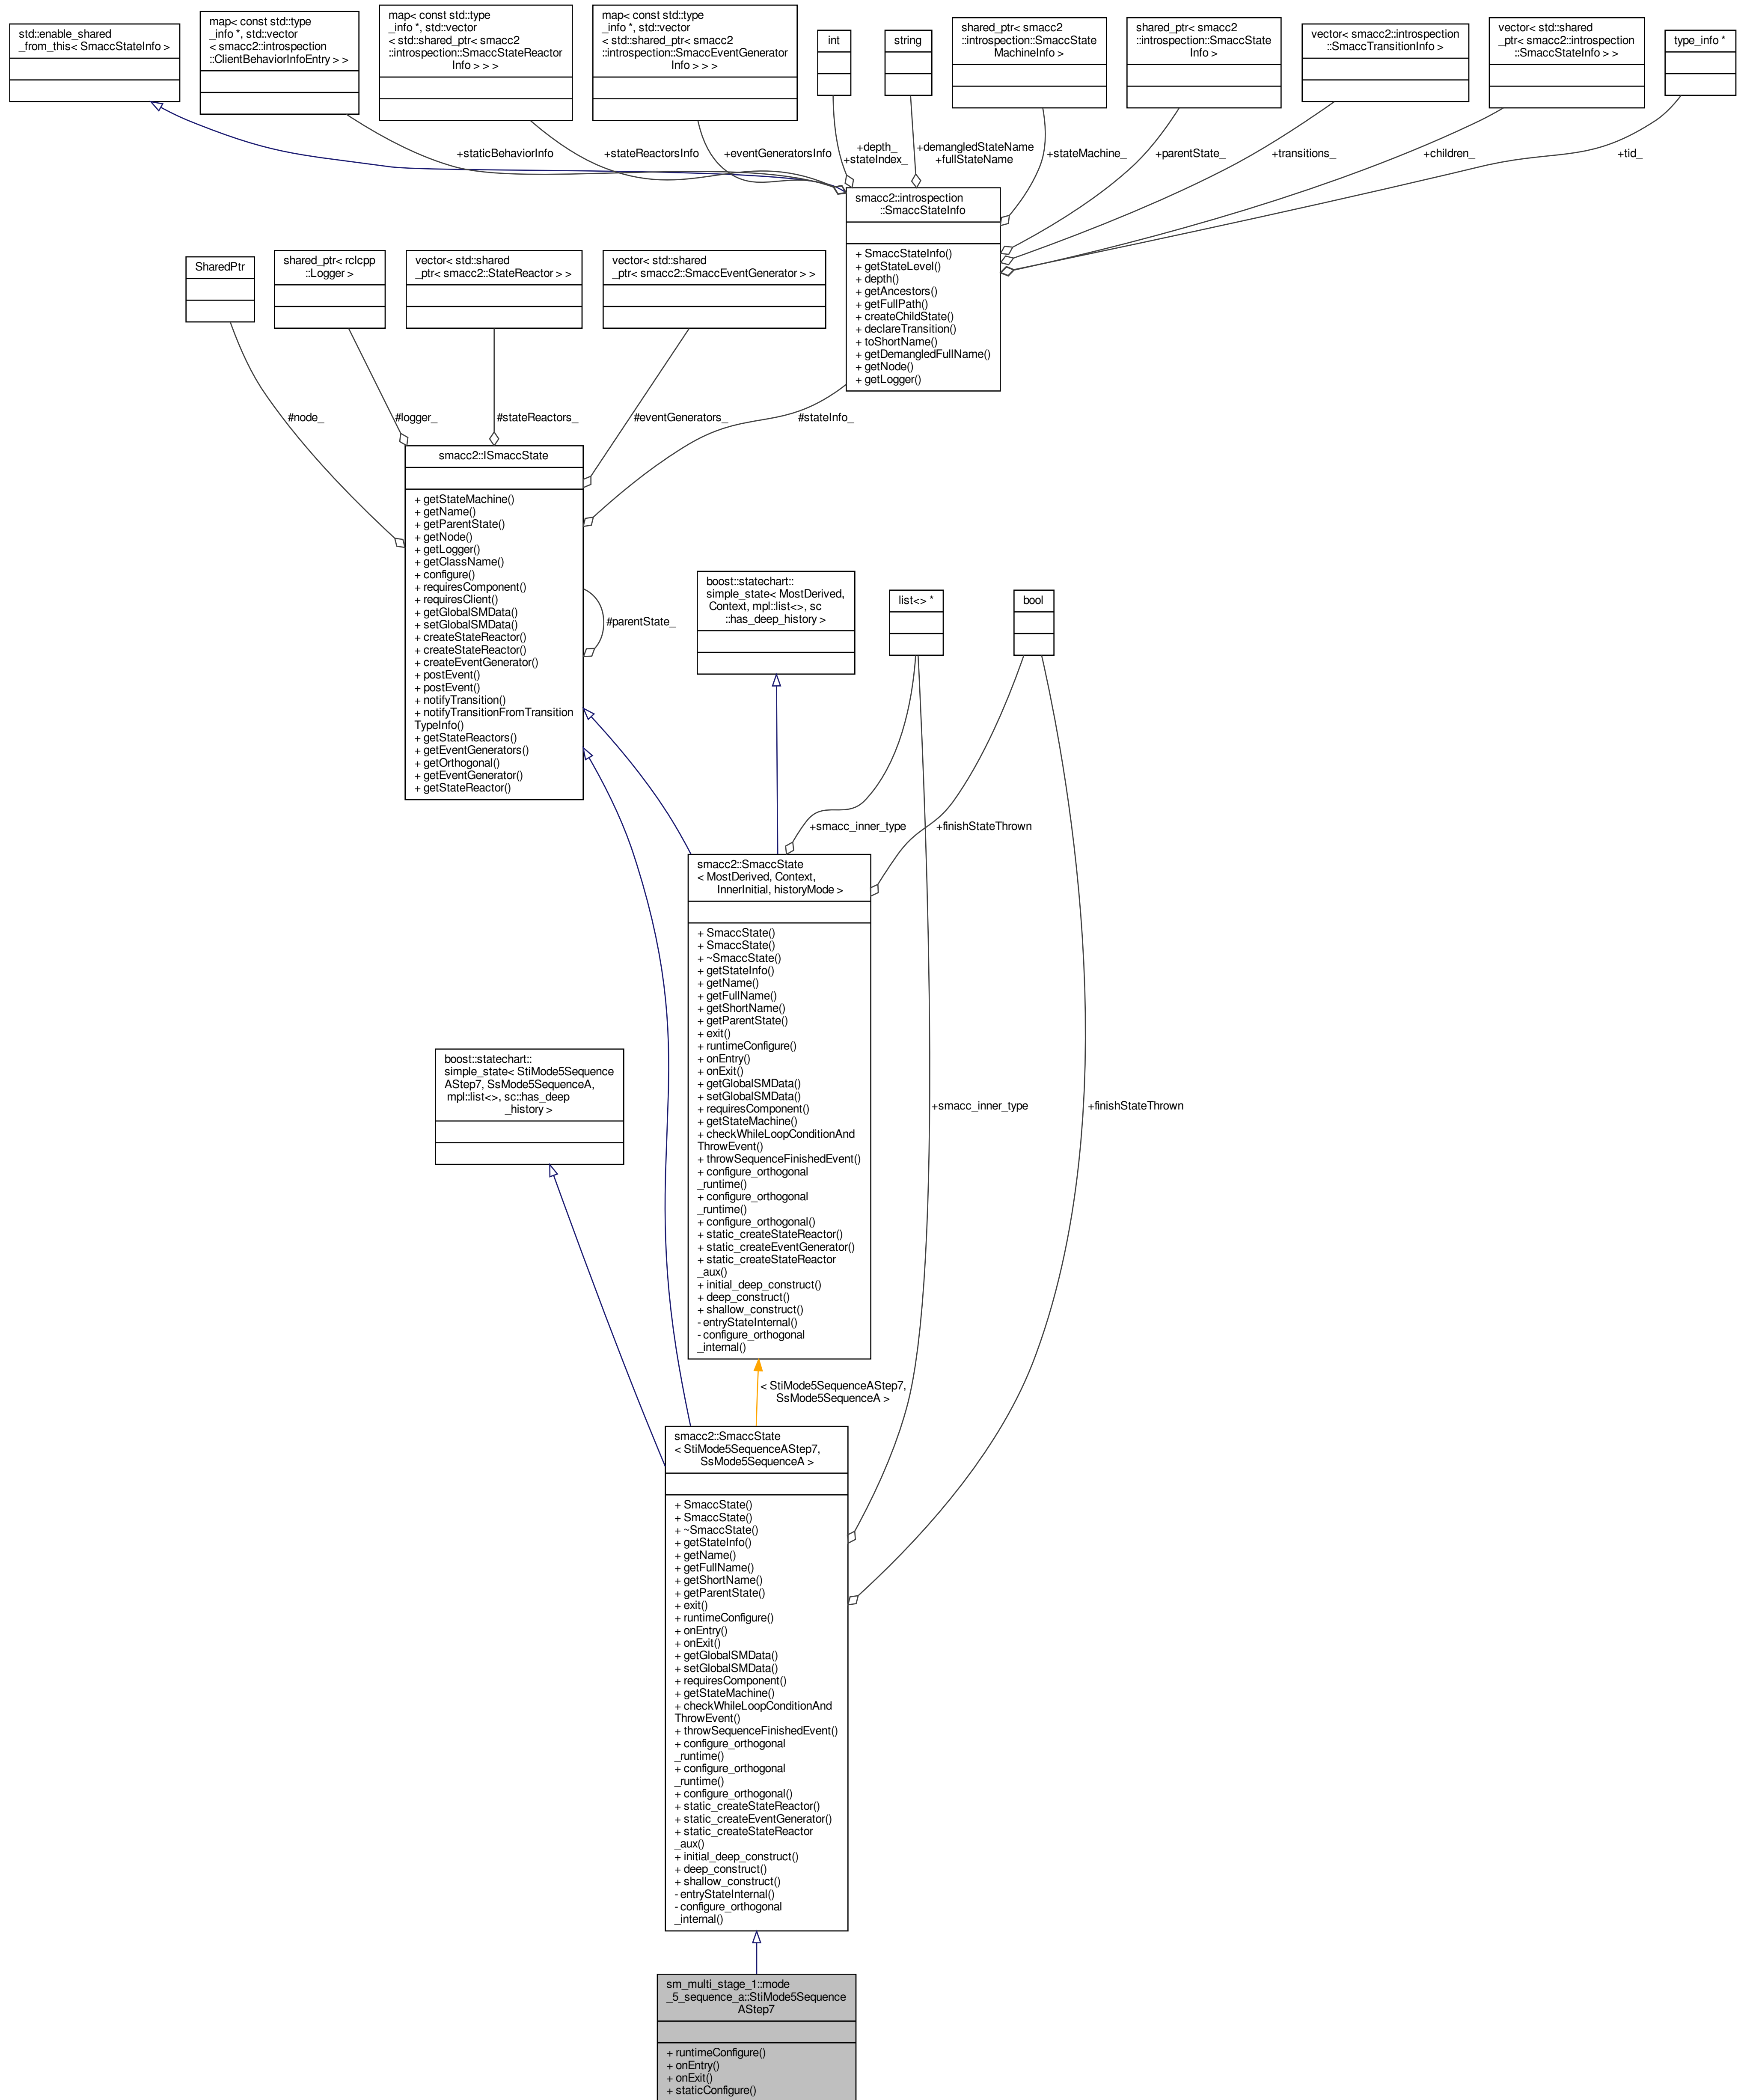 std::enable_shared
_from_this< SmaccStateInfo >
map< const std::type
_info *, std::vector
< smacc2::introspection
::ClientBehaviorInfoEntry > >
map< const std::type
_info *, std::vector
< std::shared_ptr< smacc2
::introspection::SmaccStateReactor
Info > > >
map< const std::type
_info *, std::vector
< std::shared_ptr< smacc2
::introspection::SmaccEventGenerator
Info > > >
int
string
shared_ptr< smacc2
::introspection::SmaccState
MachineInfo >
shared_ptr< smacc2
::introspection::SmaccState
Info >
vector< smacc2::introspection
::SmaccTransitionInfo >
vector< std::shared
_ptr< smacc2::introspection
::SmaccStateInfo > >
type_info *
+staticBehaviorInfo
+stateReactorsInfo
+eventGeneratorsInfo
+depth_
+stateIndex_
+demangledStateName
+fullStateName
+stateMachine_
+parentState_
+transitions_
+children_
+tid_
smacc2::introspection
::SmaccStateInfo
+ SmaccStateInfo()
+ getStateLevel()
+ depth()
+ getAncestors()
+ getFullPath()
+ createChildState()
+ declareTransition()
+ toShortName()
+ getDemangledFullName()
+ getNode()
+ getLogger()
SharedPtr
shared_ptr< rclcpp
::Logger >
vector< std::shared
_ptr< smacc2::StateReactor > >
vector< std::shared
_ptr< smacc2::SmaccEventGenerator > >
#node_
#logger_
#stateReactors_
#eventGenerators_
#stateInfo_
smacc2::ISmaccState
+ getStateMachine()
+ getName()
+ getParentState()
+ getNode()
+ getLogger()
+ getClassName()
+ configure()
+ requiresComponent()
+ requiresClient()
+ getGlobalSMData()
+ setGlobalSMData()
+ createStateReactor()
+ createStateReactor()
+ createEventGenerator()
+ postEvent()
+ postEvent()
+ notifyTransition()
+ notifyTransitionFromTransition
TypeInfo()
+ getStateReactors()
+ getEventGenerators()
+ getOrthogonal()
+ getEventGenerator()
+ getStateReactor()
#parentState_
boost::statechart::
simple_state< MostDerived,
Context, mpl::list<>, sc
::has_deep_history >
list<> *
bool
+smacc_inner_type
+finishStateThrown
smacc2::SmaccState
< MostDerived, Context,
InnerInitial, historyMode >
+ SmaccState()
+ SmaccState()
+ ~SmaccState()
+ getStateInfo()
+ getName()
+ getFullName()
+ getShortName()
+ getParentState()
+ exit()
+ runtimeConfigure()
+ onEntry()
+ onExit()
+ getGlobalSMData()
+ setGlobalSMData()
+ requiresComponent()
+ getStateMachine()
+ checkWhileLoopConditionAnd
ThrowEvent()
+ throwSequenceFinishedEvent()
+ configure_orthogonal
_runtime()
+ configure_orthogonal
_runtime()
+ configure_orthogonal()
+ static_createStateReactor()
+ static_createEventGenerator()
+ static_createStateReactor
_aux()
+ initial_deep_construct()
+ deep_construct()
+ shallow_construct()
- entryStateInternal()
- configure_orthogonal
_internal()
boost::statechart::
simple_state< StiMode5Sequence
AStep7, SsMode5SequenceA,
mpl::list<>, sc::has_deep
_history >
+smacc_inner_type
+finishStateThrown
< StiMode5SequenceAStep7,
SsMode5SequenceA >
smacc2::SmaccState
< StiMode5SequenceAStep7,
SsMode5SequenceA >
+ SmaccState()
+ SmaccState()
+ ~SmaccState()
+ getStateInfo()
+ getName()
+ getFullName()
+ getShortName()
+ getParentState()
+ exit()
+ runtimeConfigure()
+ onEntry()
+ onExit()
+ getGlobalSMData()
+ setGlobalSMData()
+ requiresComponent()
+ getStateMachine()
+ checkWhileLoopConditionAnd
ThrowEvent()
+ throwSequenceFinishedEvent()
+ configure_orthogonal
_runtime()
+ configure_orthogonal
_runtime()
+ configure_orthogonal()
+ static_createStateReactor()
+ static_createEventGenerator()
+ static_createStateReactor
_aux()
+ initial_deep_construct()
+ deep_construct()
+ shallow_construct()
- entryStateInternal()
- configure_orthogonal
_internal()
sm_multi_stage_1::mode
_5_sequence_a::StiMode5Sequence
AStep7
+ runtimeConfigure()
+ onEntry()
+ onExit()
+ staticConfigure()